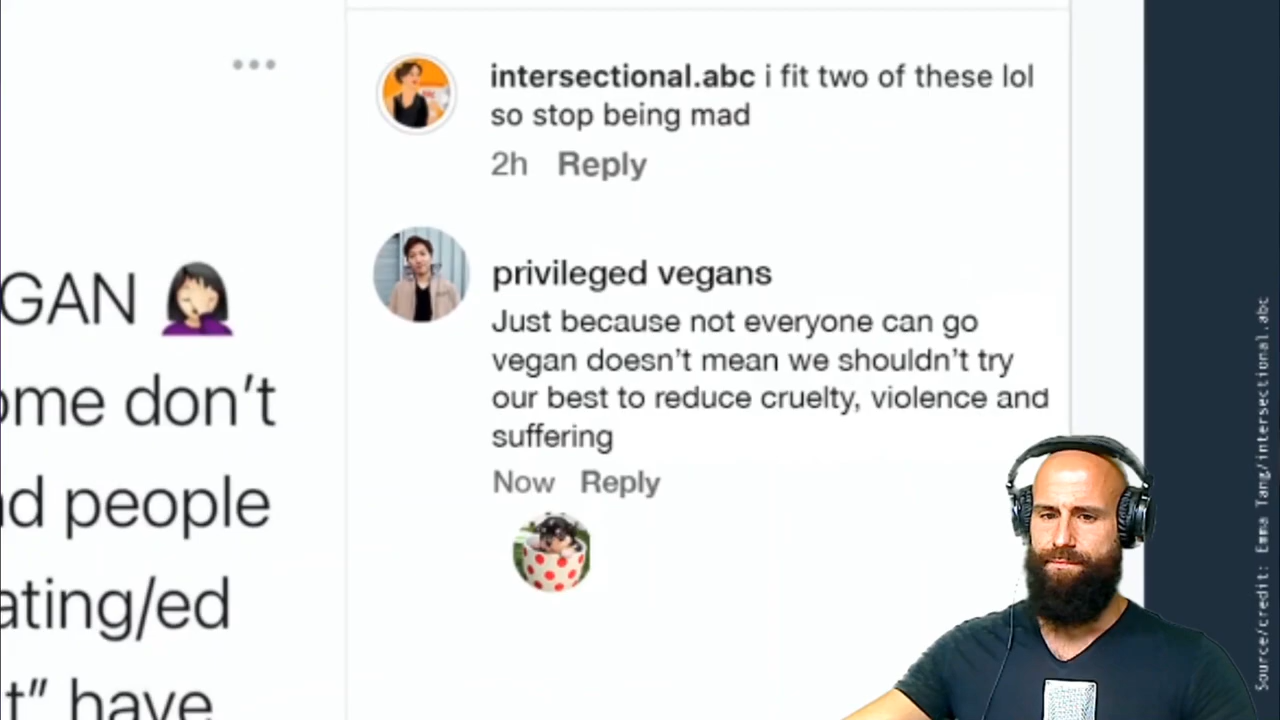 GAN
ome don't
d people
ating/ed
t" have
intersectional.abc i fit two of these lol
so stop being mad
2h Reply
privileged vegans
Just because not everyone can go
vegan doesn't mean we shouldn't try
our best to reduce cruelty, violence and
suffering
Now Reply
Source/credit: Emma Tang/intersectional.abc